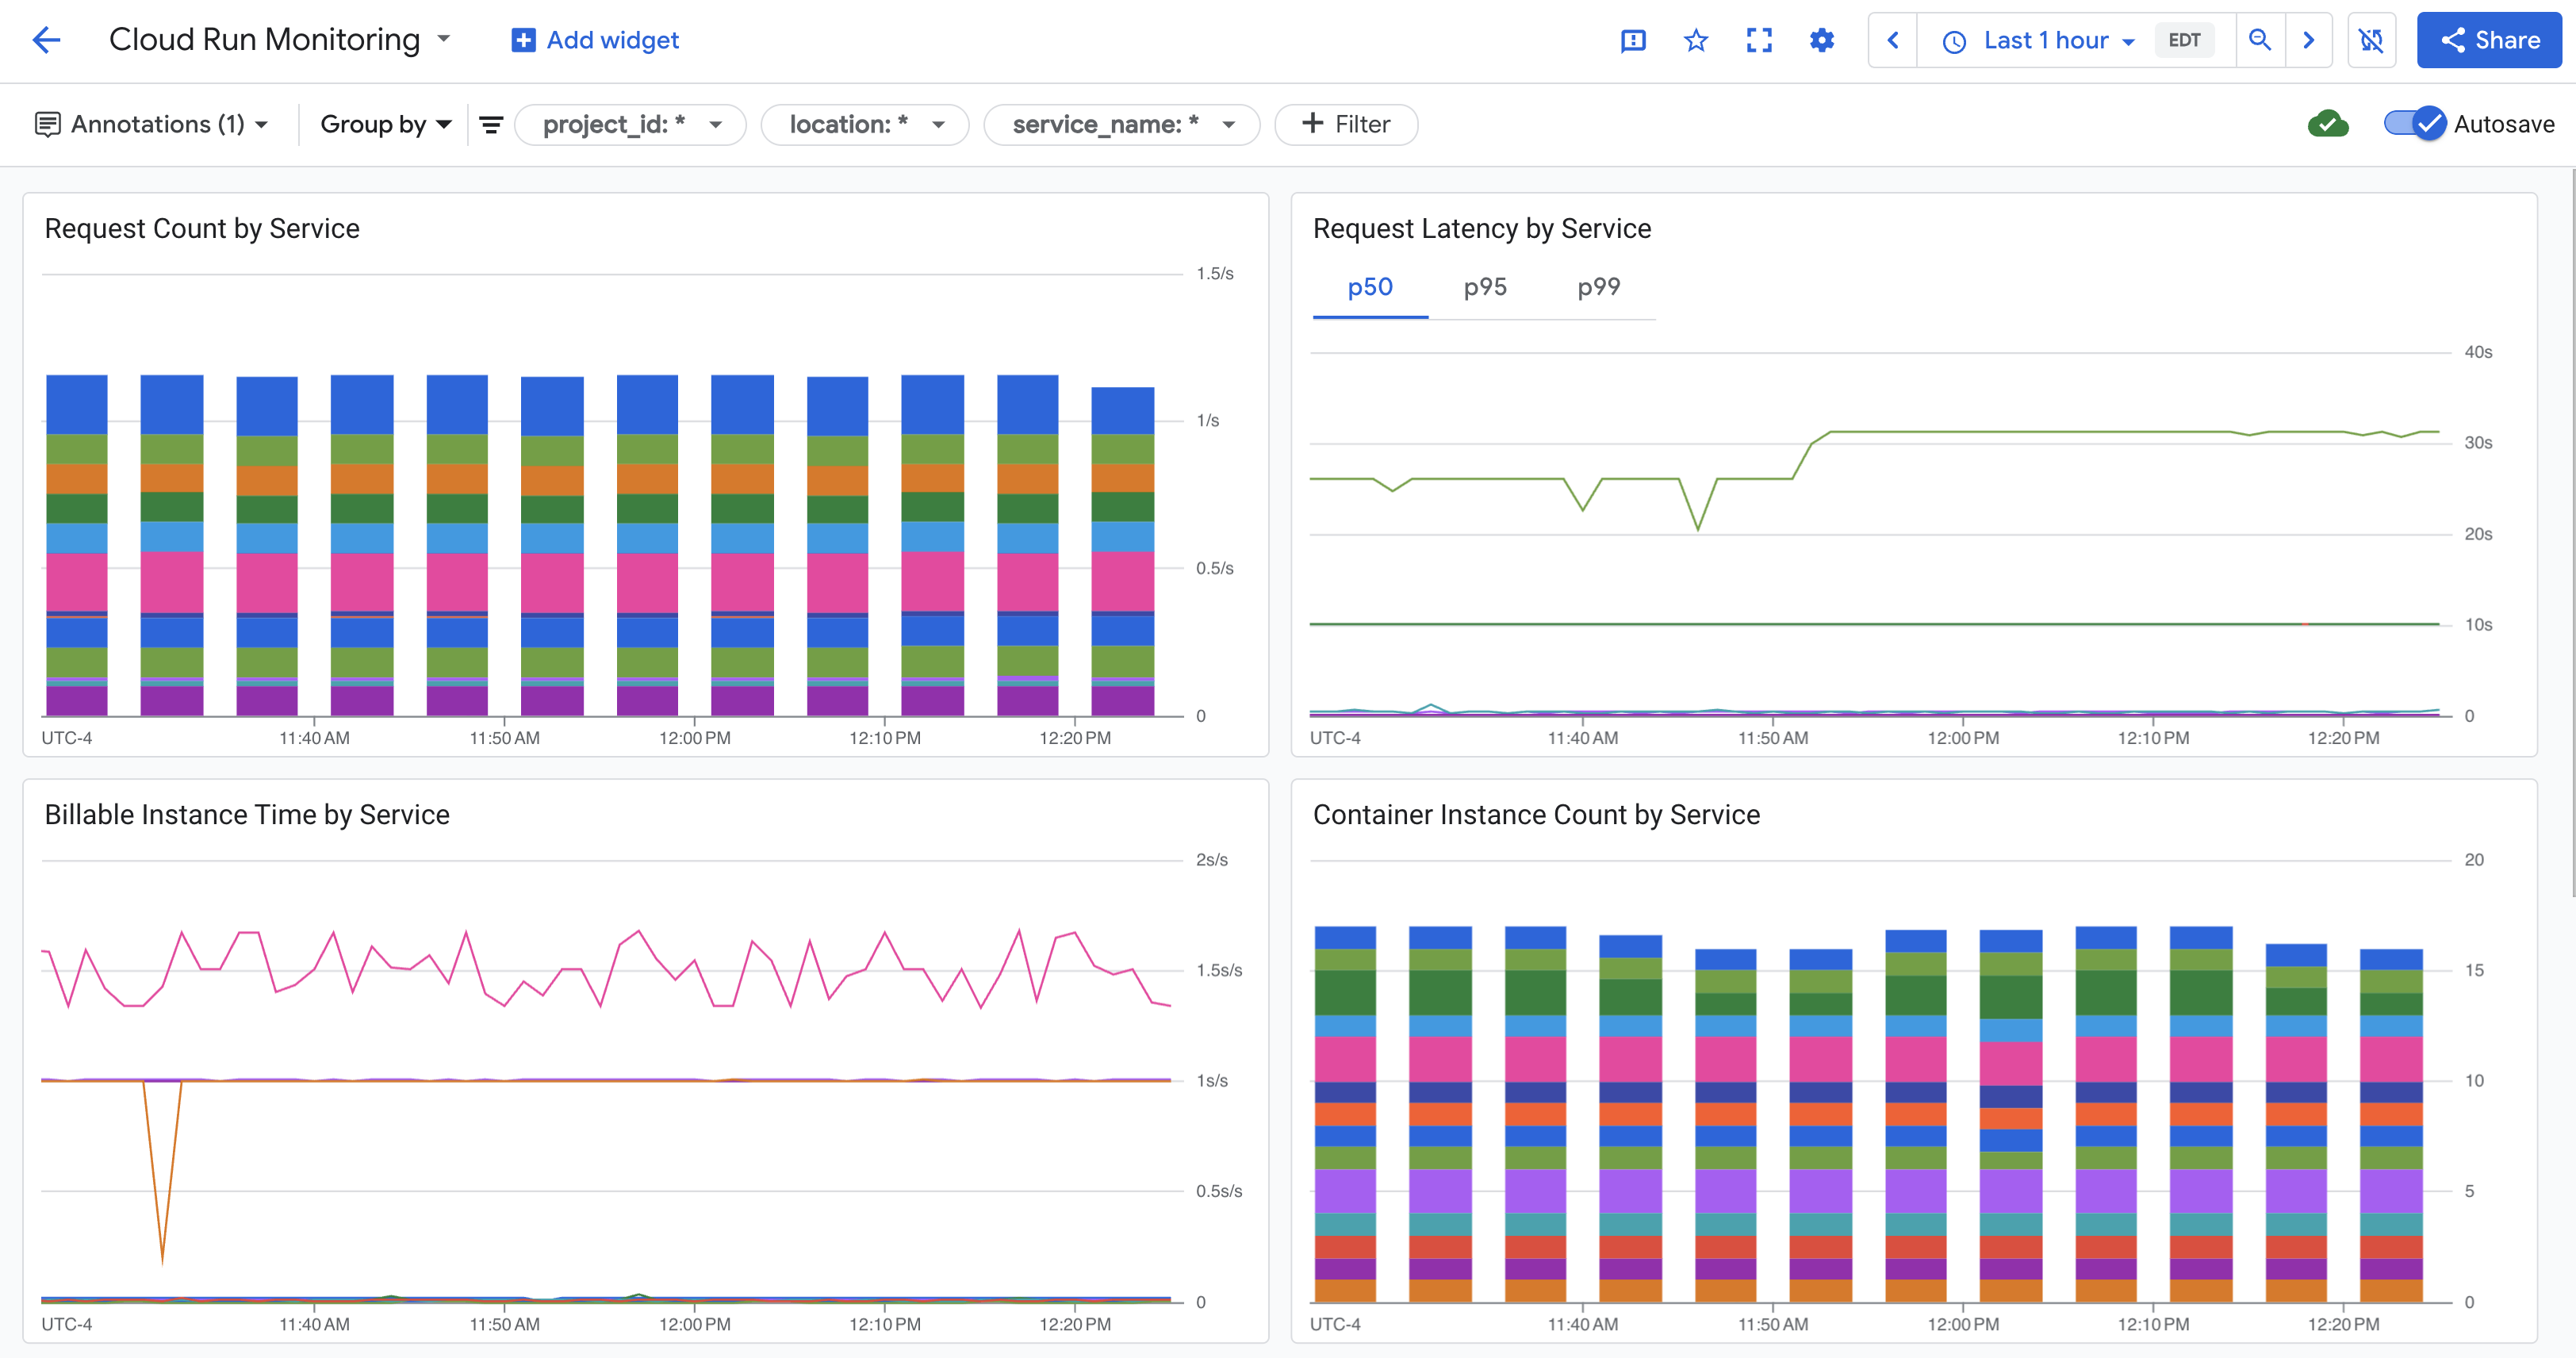 Cloud Run Monitoring
Add widget
Last 1 hour
EDT
Share
Annotations (1)
Group by
project_id: *
location: *
service_name: *
Filter
Autosave
Request Count by Service
1.5/s
1/s
0.5/s
0
UTC-4 11:40 AM 11:50 AM 12:00 PM 12:10 PM 12:20 PM
Request Latency by Service
p50 p95 p99
40s
30s
20s
10s
0
UTC-4 11:40 AM 11:50 AM 12:00 PM 12:10 PM 12:20 PM
Billable Instance Time by Service
2s/s
1.5s/s
1s/s
0.5s/s
0
UTC-4 11:40 AM 11:50 AM 12:00 PM 12:10 PM 12:20 PM
Container Instance Count by Service
20
15
10
5
0
UTC-4 11:40 AM 11:50 AM 12:00 PM 12:10 PM 12:20 PM